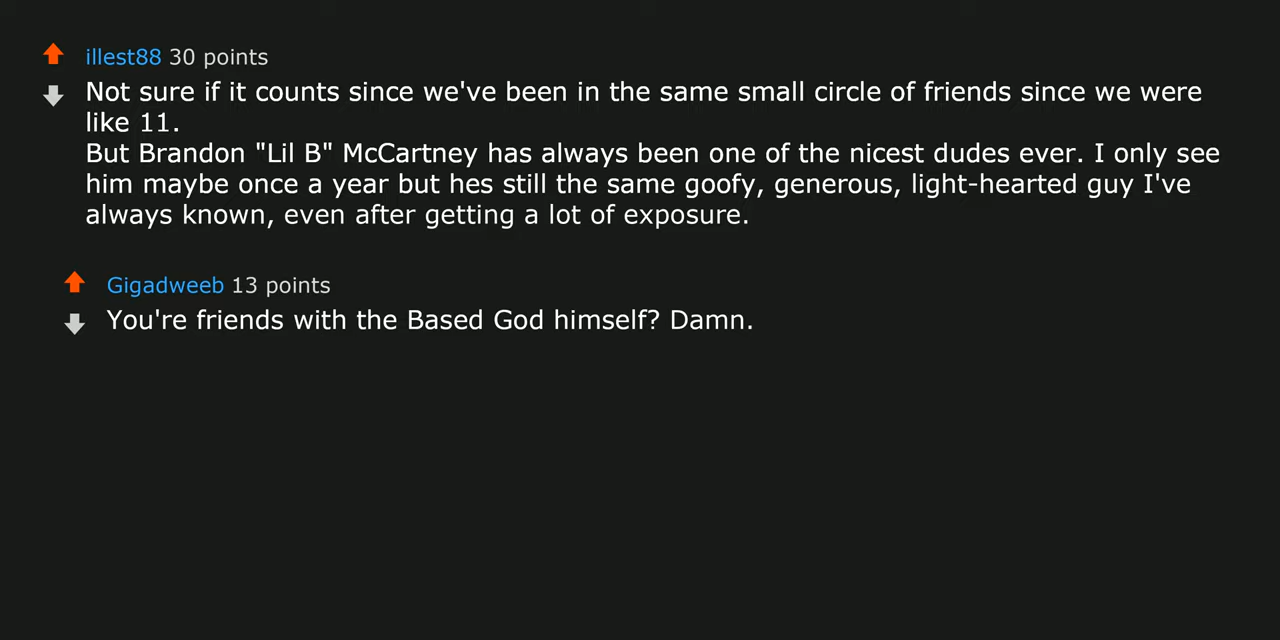 illest88 30 points
Not sure if it counts since we've been in the same small circle of friends since we were
like 11.
But Brandon "Lil B" McCartney has always been one of the nicest dudes ever. I only see
him maybe once a year but hes still the same goofy, generous, light-hearted guy I've
always known, even after getting a lot of exposure.
Gigadweeb 13 points
You're friends with the Based God himself? Damn.